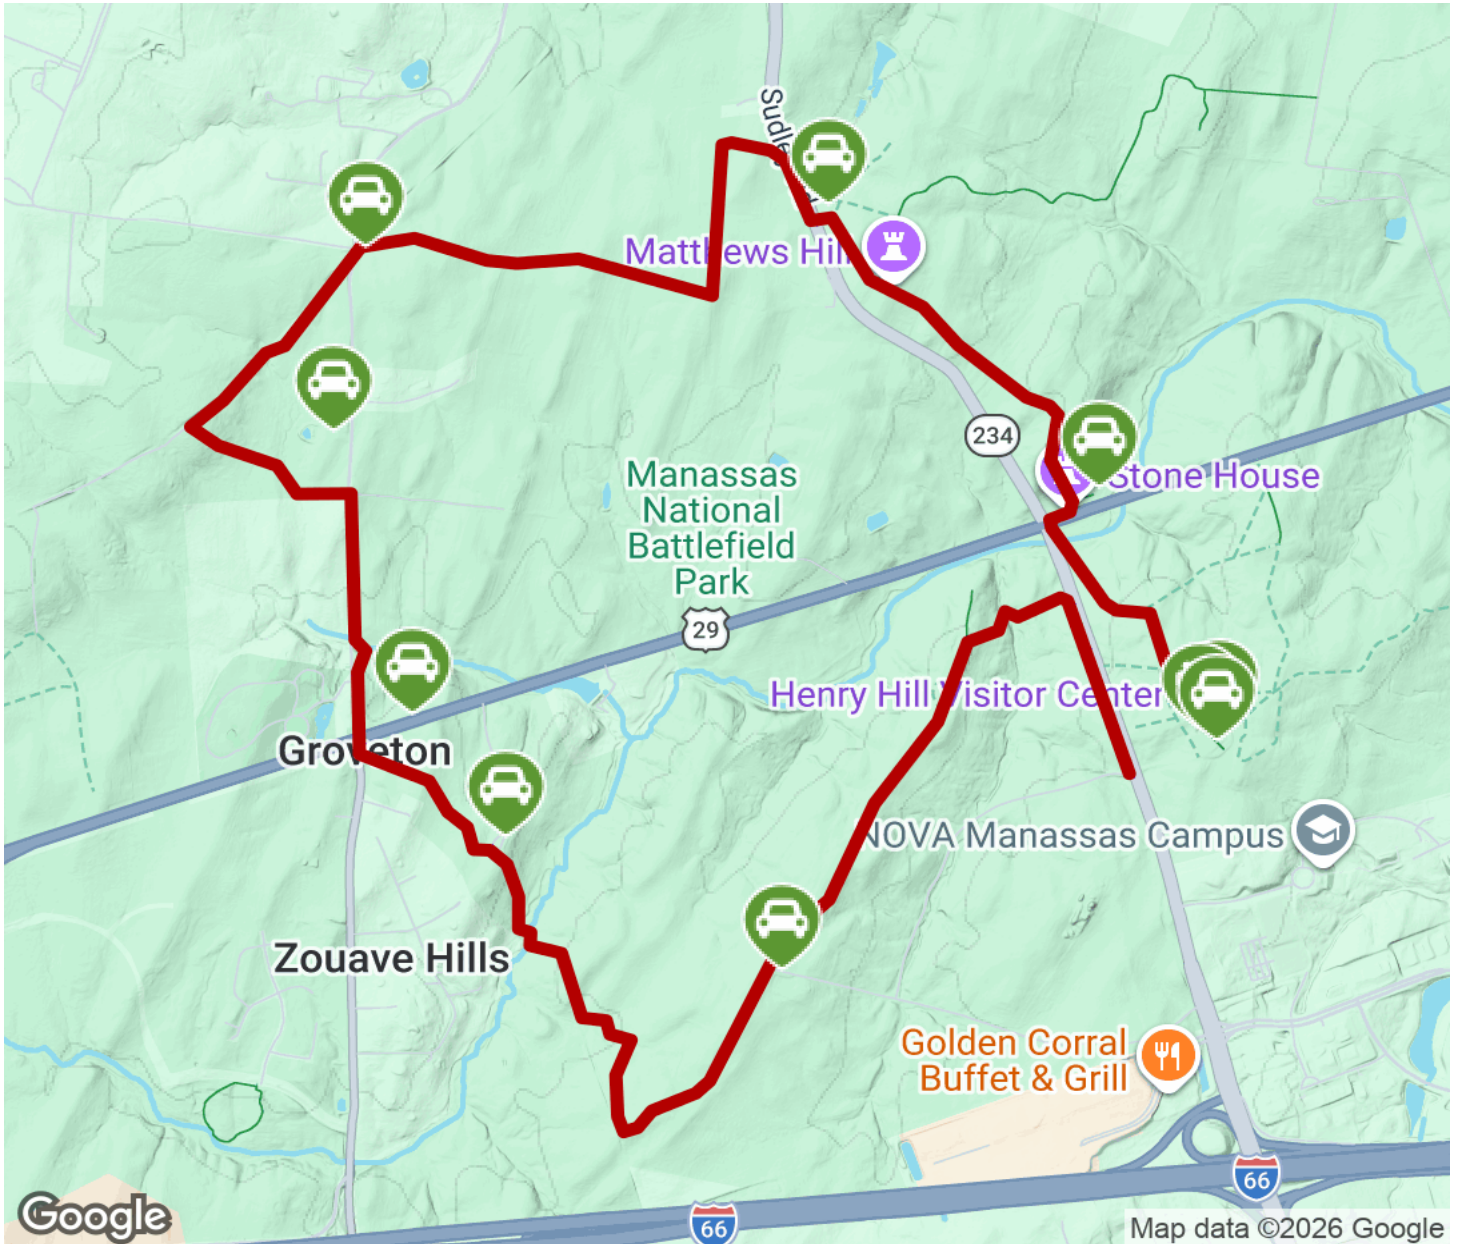 Sudle
Matthews Hill
234
Stone House
Manassas
National
Battlefield
Park
29
Henry Hill Visitor Center
Groveton
NOVA Manassas Campus
Zouave Hills
Golden Corral
Buffet & Grill
66
66
Google
Map data ©2026 Google